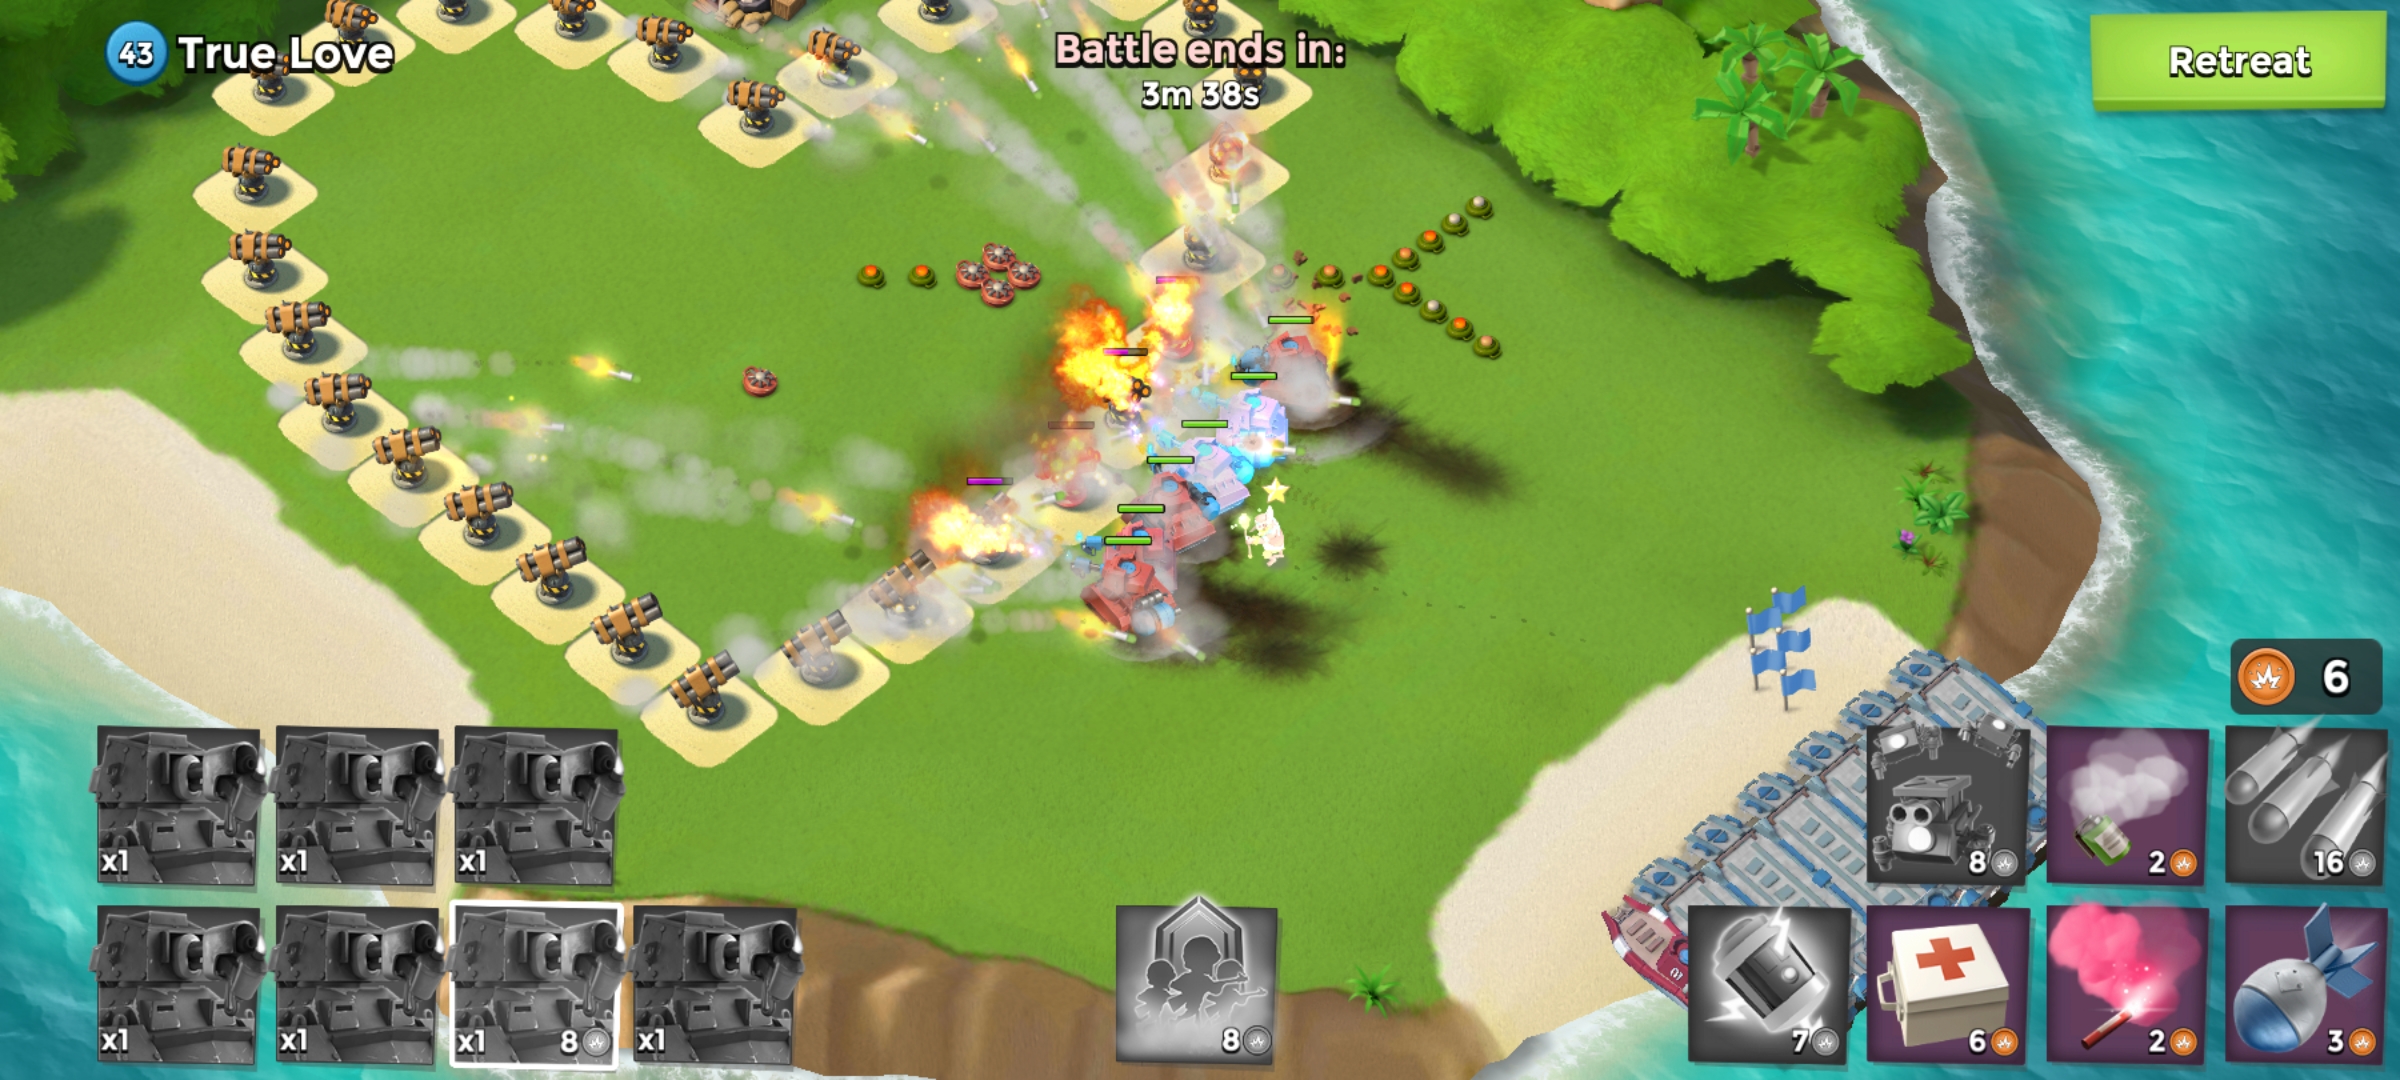 43 True Love
Battle ends in:
3m 38s
Retreat
6
x1
x1
x1
8
2
16
x1
x1
x1 8
x1
8
7
6
2
3